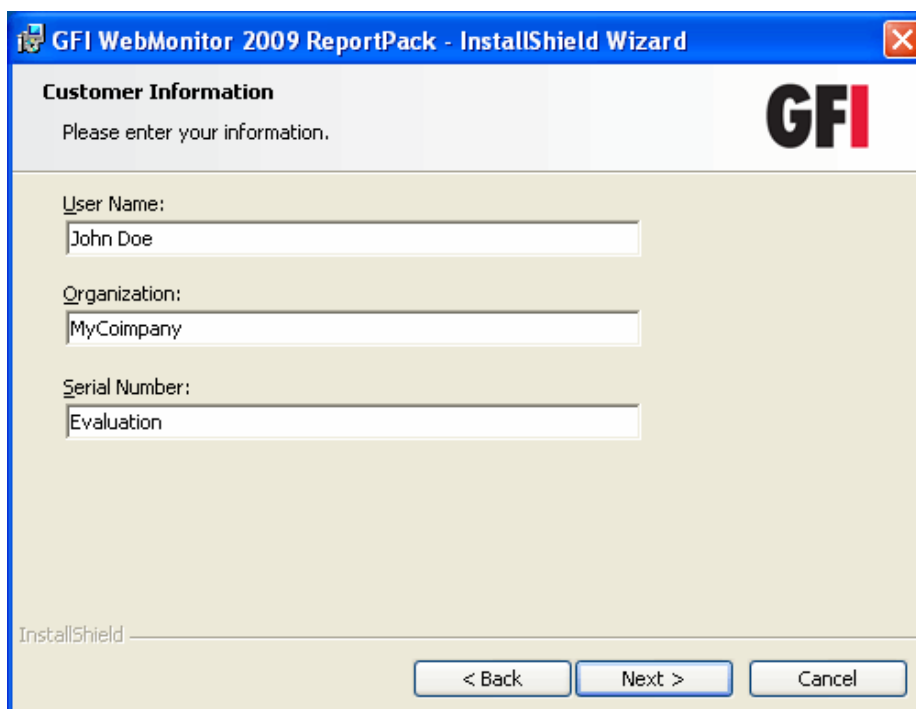 GFI WebMonitor 2009 ReportPack - InstallShield Wizard
Customer Information
Please enter your information.
GFI
User Name:
John Doe
Organization:
MyCoimpany
Serial Number:
Evaluation
InstallShield
< Back Next > Cancel